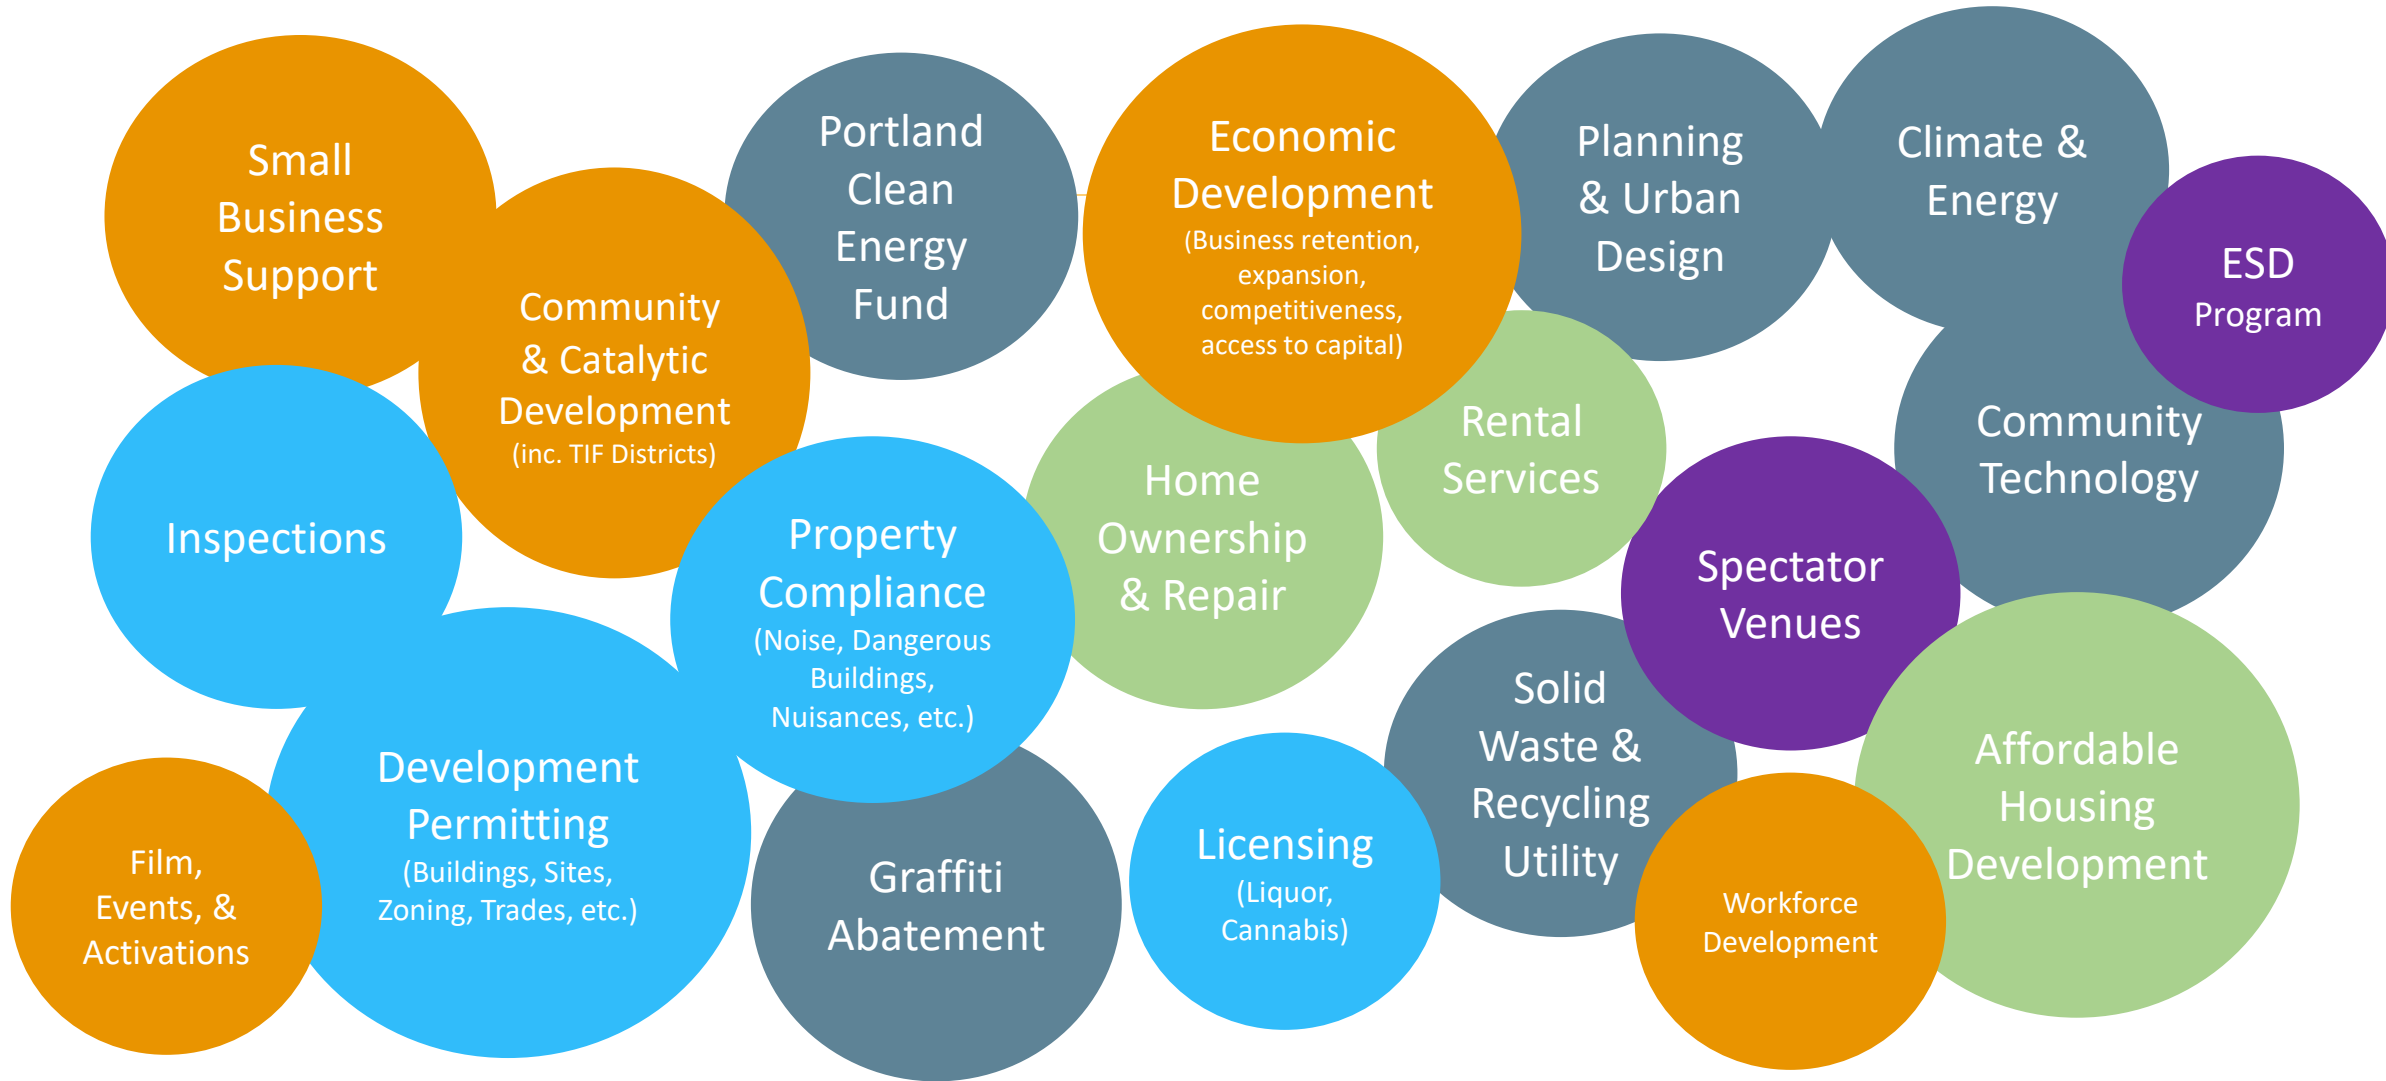 Small
Business
Support
Community
& Catalytic
Development
(inc. TIF Districts)
Portland
Clean
Energy
Fund
Economic
Development
(Business retention,
expansion,
competitiveness,
access to capital)
Planning
& Urban
Design
Climate &
Energy
ESD
Program
Inspections
Property
Compliance
(Noise, Dangerous
Buildings,
Nuisances, etc.)
Home
Ownership
& Repair
Rental
Services
Spectator
Venues
Community
Technology
Film,
Events, &
Activations
Development
Permitting
(Buildings, Sites,
Zoning, Trades, etc.)
Graffiti
Abatement
Licensing
(Liquor,
Cannabis)
Solid
Waste &
Recycling
Utility
Workforce
Development
Affordable
Housing
Development